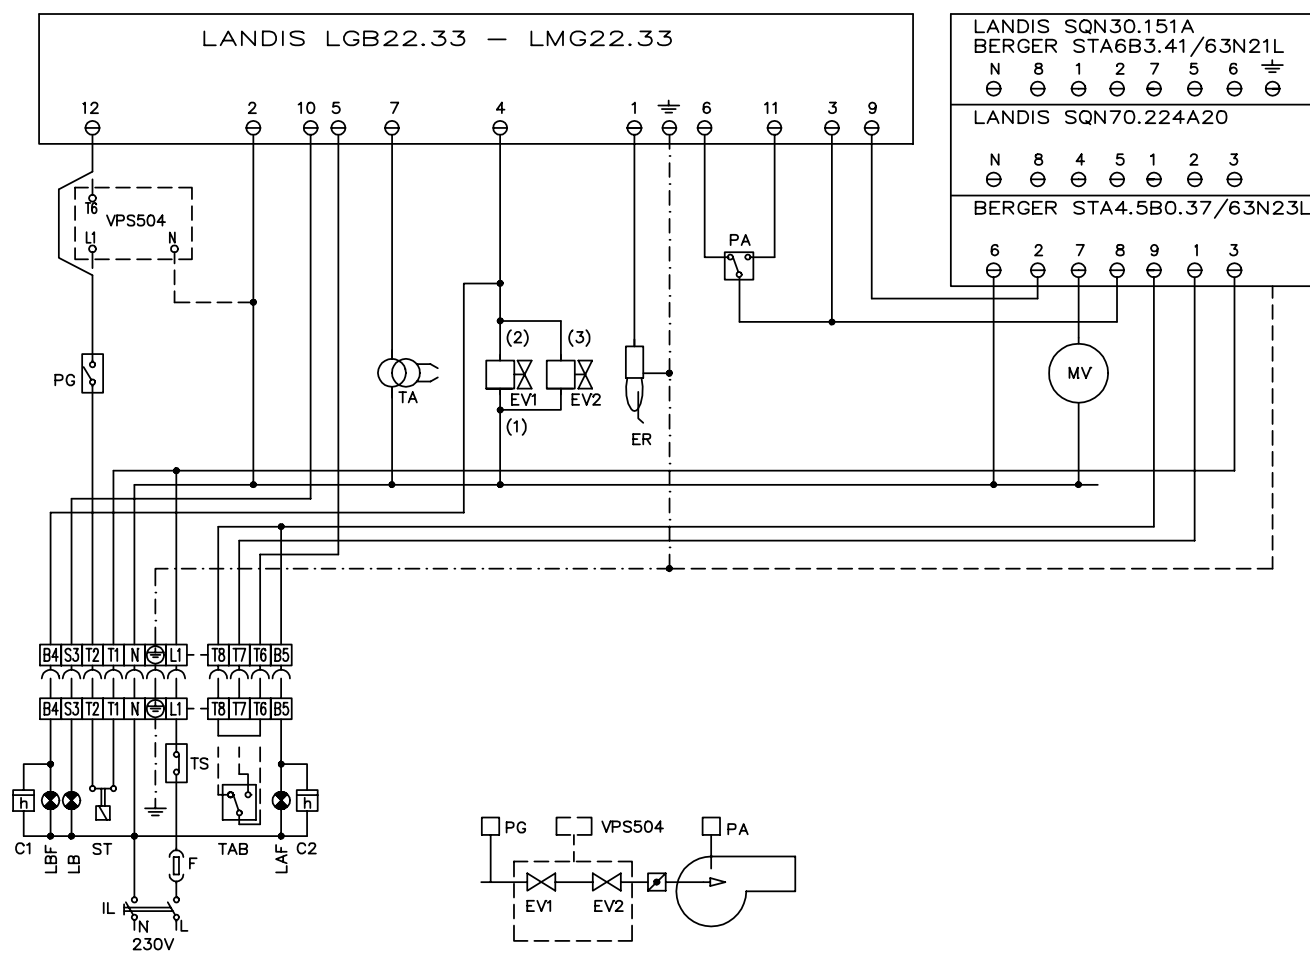 LANDIS LGB22.33 - LMG22.33
12 2 10 5 7 4 1 6 11 3 9
LANDIS SQN30.151A
BERGER STA6B3.41/63N21L
N 8 1 2 7 5 6
LANDIS SQN70.224A20
N 8 4 5 1 2 3
BERGER STA4.5B0.37/63N23L
6 2 7 8 9 1 3
T6
VPS504
L1 N
PA
PG
TA
(2) (3)
EV1 EV2
(1)
ER
MV
B4 S3 T2 T1 N L1 T8 T7 T6 B5
B4 S3 T2 T1 N L1 T8 T7 T6 B5
TS
h h
C1 LBF LB ST TAB LAF C2
F
IL
N L
230V
PG VPS504 PA
EV1 EV2